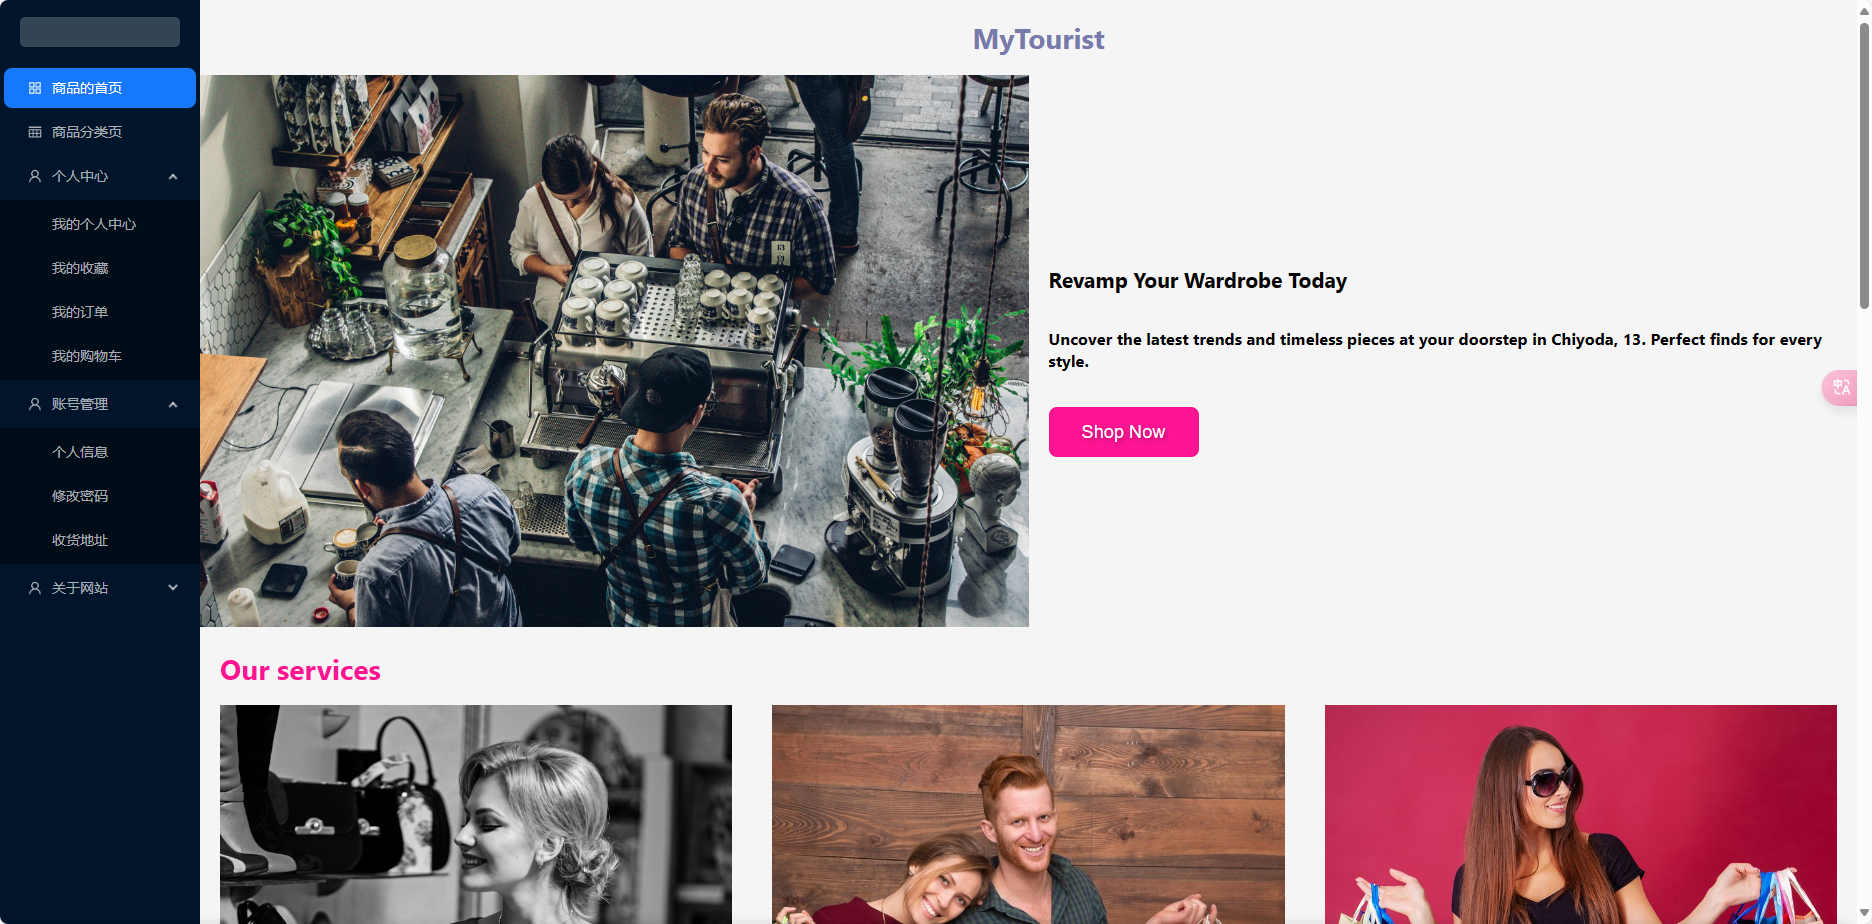 商品的首页
商品分类页
个人中心
我的个人中心
我的收藏
我的订单
我的购物车
账号管理
个人信息
修改密码
收货地址
关于网站
MyTourist
Revamp Your Wardrobe Today
Uncover the latest trends and timeless pieces at your doorstep in Chiyoda, 13. Perfect finds for every
style.
Shop Now
Our services